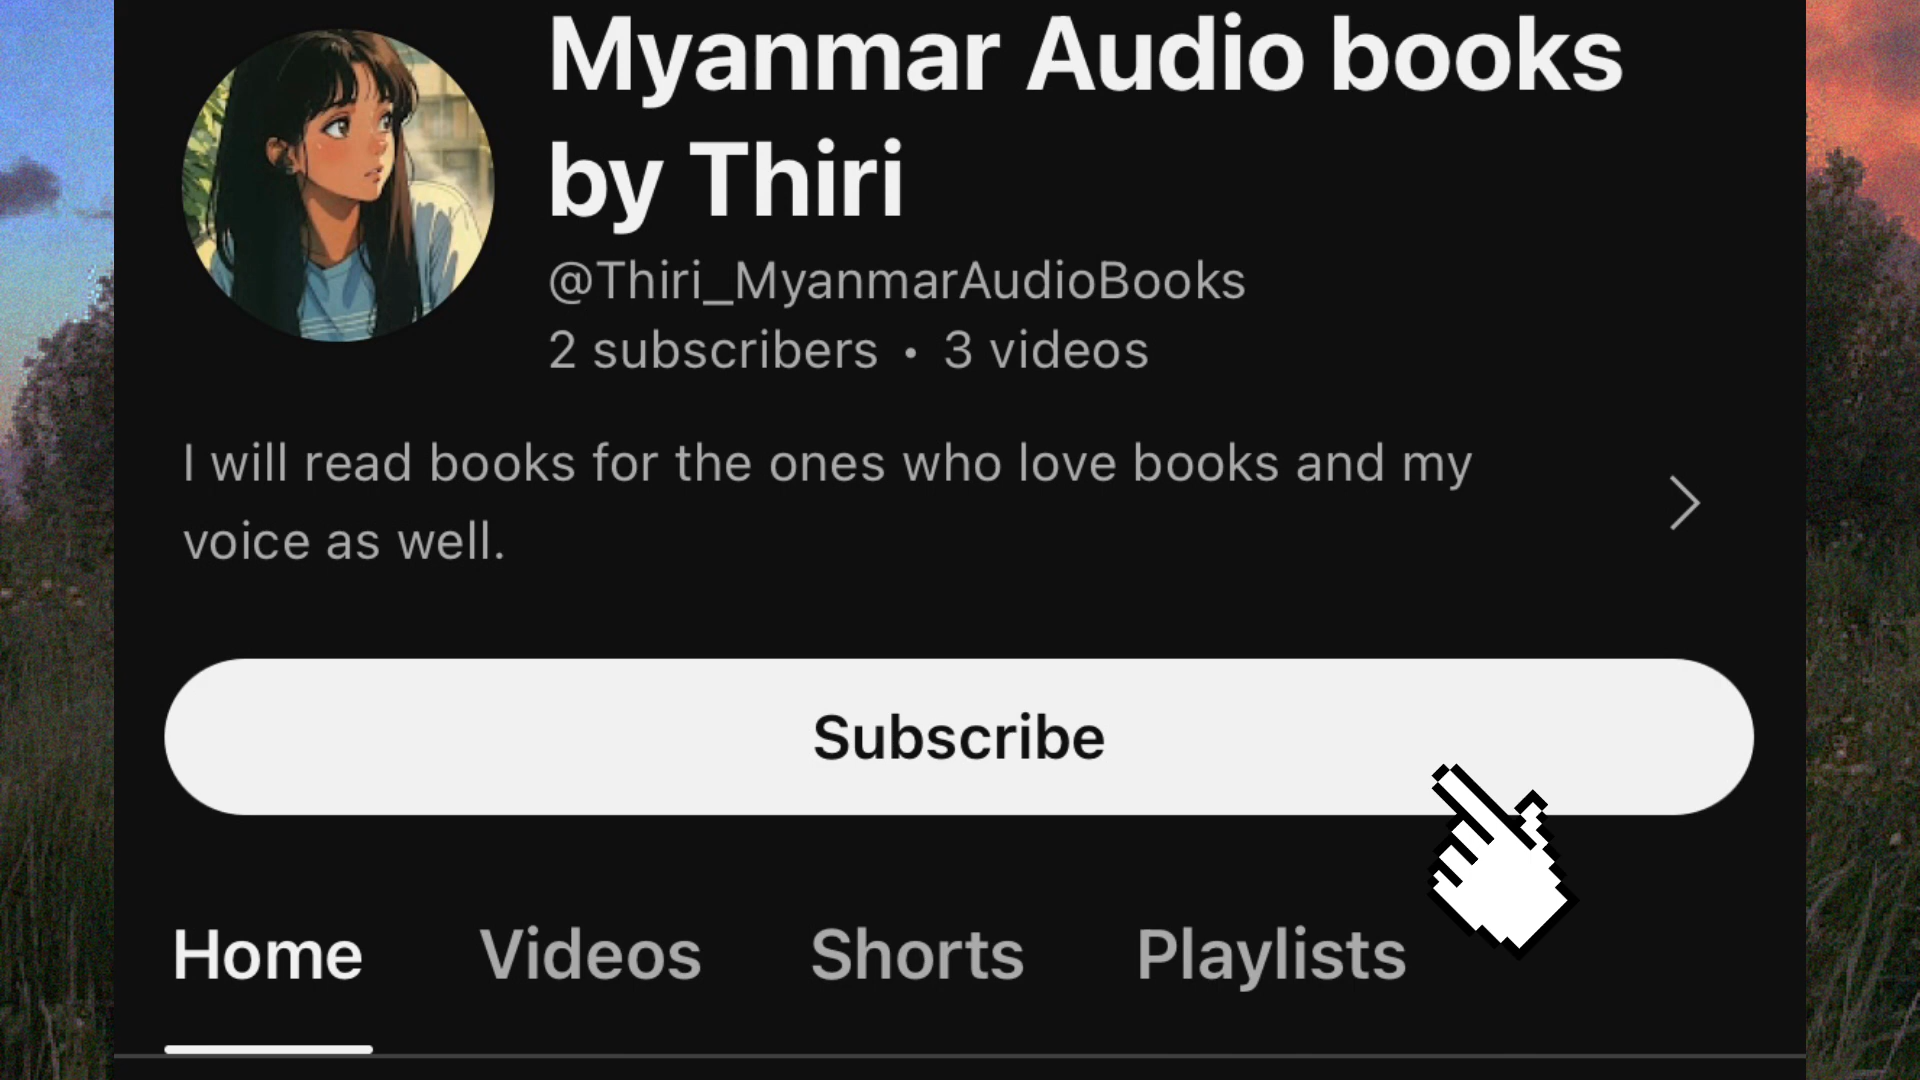 Myanmar Audio books
by Thiri
@Thiri_MyanmarAudioBooks
2 subscribers • 3 videos
I will read books for the ones who love books and my
voice as well.
Subscribe
Home Videos Shorts Playlists